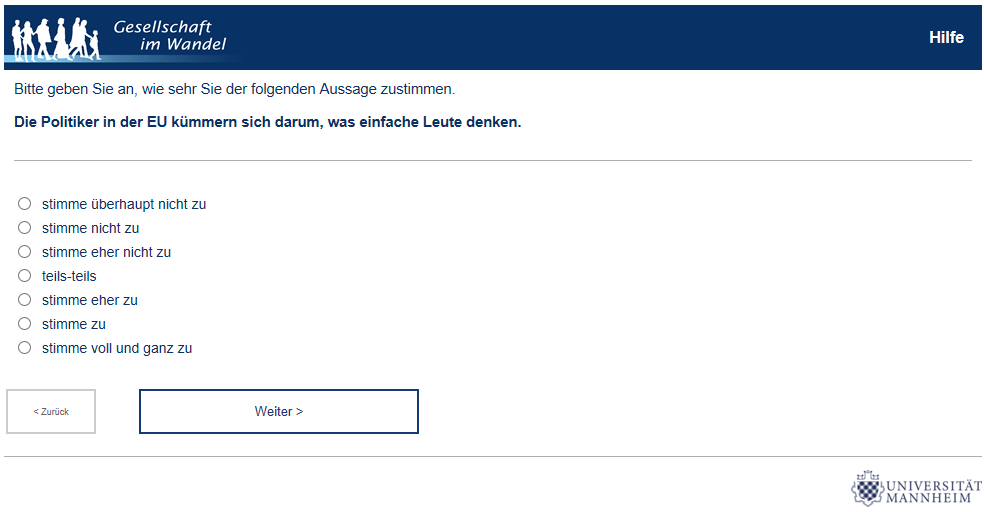 Gesellschaft
im Wandel
Hilfe
Bitte geben Sie an, wie sehr Sie der folgenden Aussage zustimmen.
Die Politiker in der EU kümmern sich darum, was einfache Leute denken.
stimme überhaupt nicht zu
stimme nicht zu
stimme eher nicht zu
teils-teils
stimme eher zu
stimme zu
stimme voll und ganz zu
< Zurück
Weiter >
UNIVERSITÄT
MANNHEIM